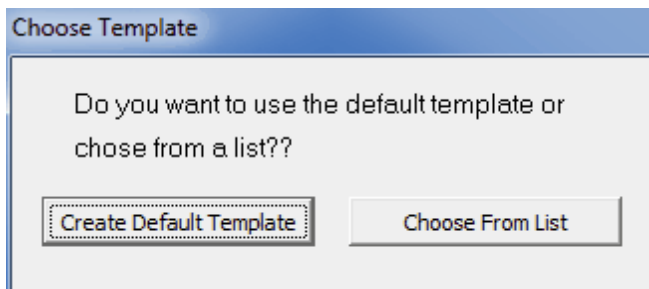 Choose Template
Do you want to use the default template or
chose from a list??
Create Default Template
Choose From List